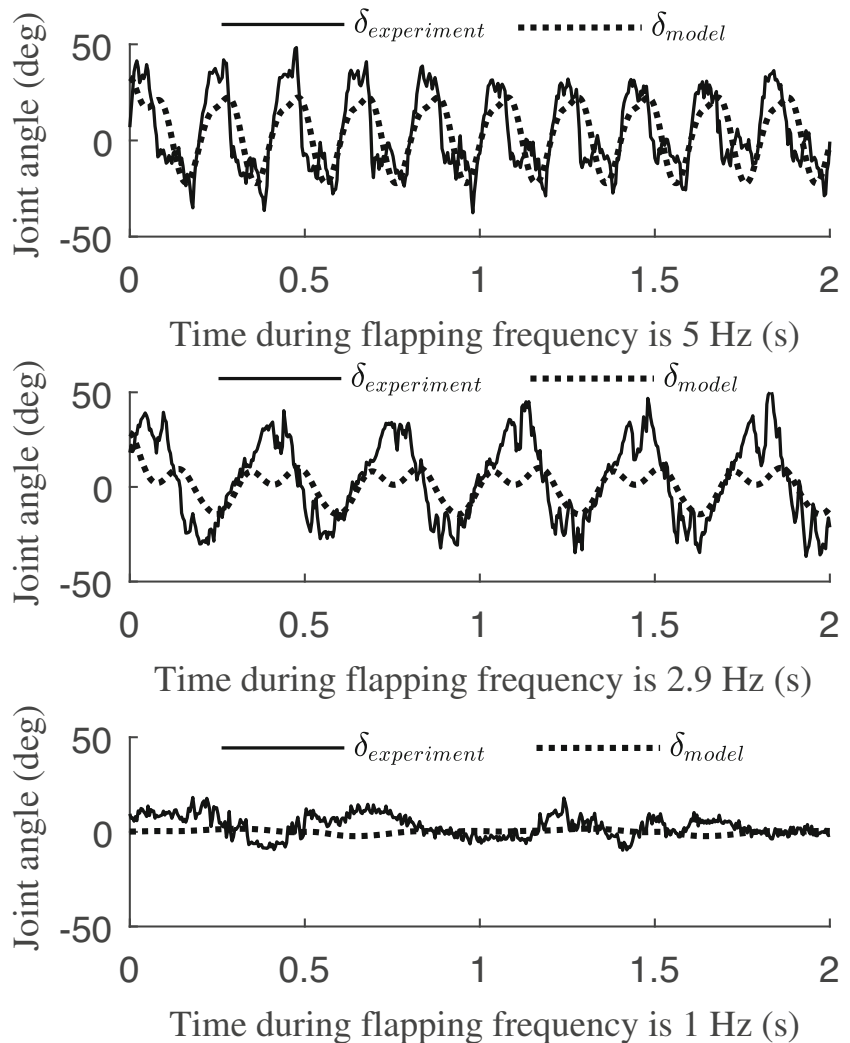 δexperiment δmodel
50
0
-50
Joint angle (deg)
0 0.5 1 1.5 2
Time during flapping frequency is 5 Hz (s)
δexperiment δmodel
50
0
-50
Joint angle (deg)
0 0.5 1 1.5 2
Time during flapping frequency is 2.9 Hz (s)
δexperiment δmodel
50
0
-50
Joint angle (deg)
0 0.5 1 1.5 2
Time during flapping frequency is 1 Hz (s)